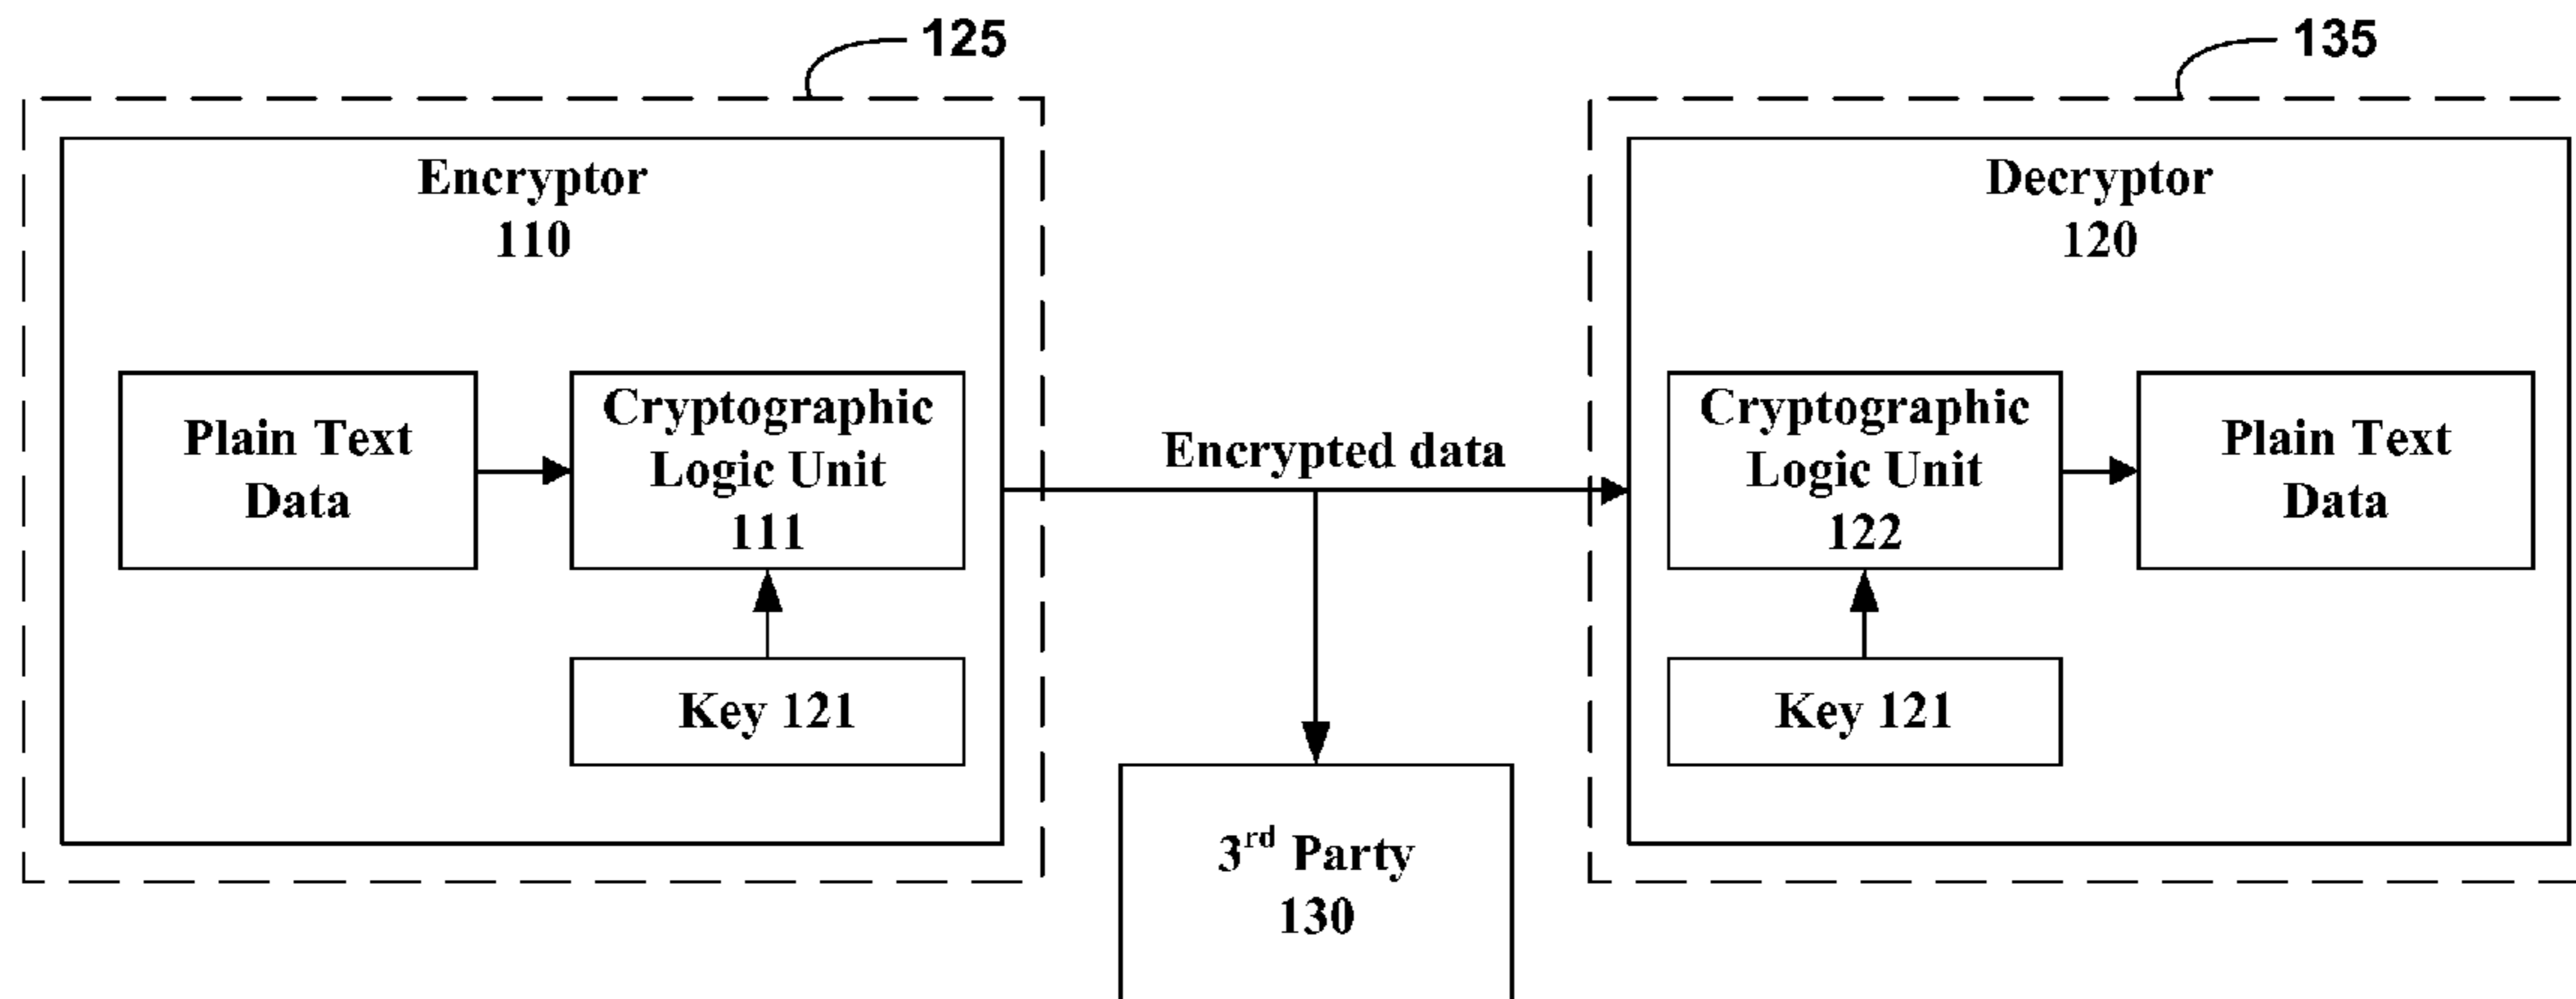 125
135
Encryptor
110
Plain Text
Data
Cryptographic
Logic Unit
111
Key 121
Encrypted data
3rd Party
130
Decryptor
120
Cryptographic
Logic Unit
122
Plain Text
Data
Key 121